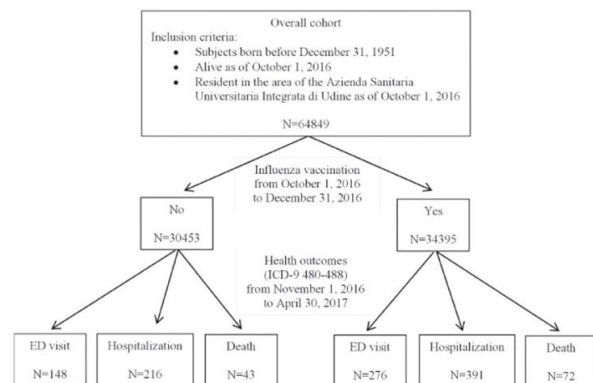 Overall cohort
Inclusion criteria:
• Subjects born before December 31, 1951
• Alive as of October 1, 2016
• Resident in the area of the Azienda Sanitaria
Universitaria Integrata di Udine as of October 1, 2016
N=64849
Influenza vaccination
from October 1, 2016
to December 31, 2016
No
N=30453
Yes
N=34395
Health outcomes
(ICD-9 480-488)
from November 1, 2016
to April 30, 2017
ED visit
N=148
Hospitalization
N=216
Death
N=43
ED visit
N=276
Hospitalization
N=391
Death
N=72